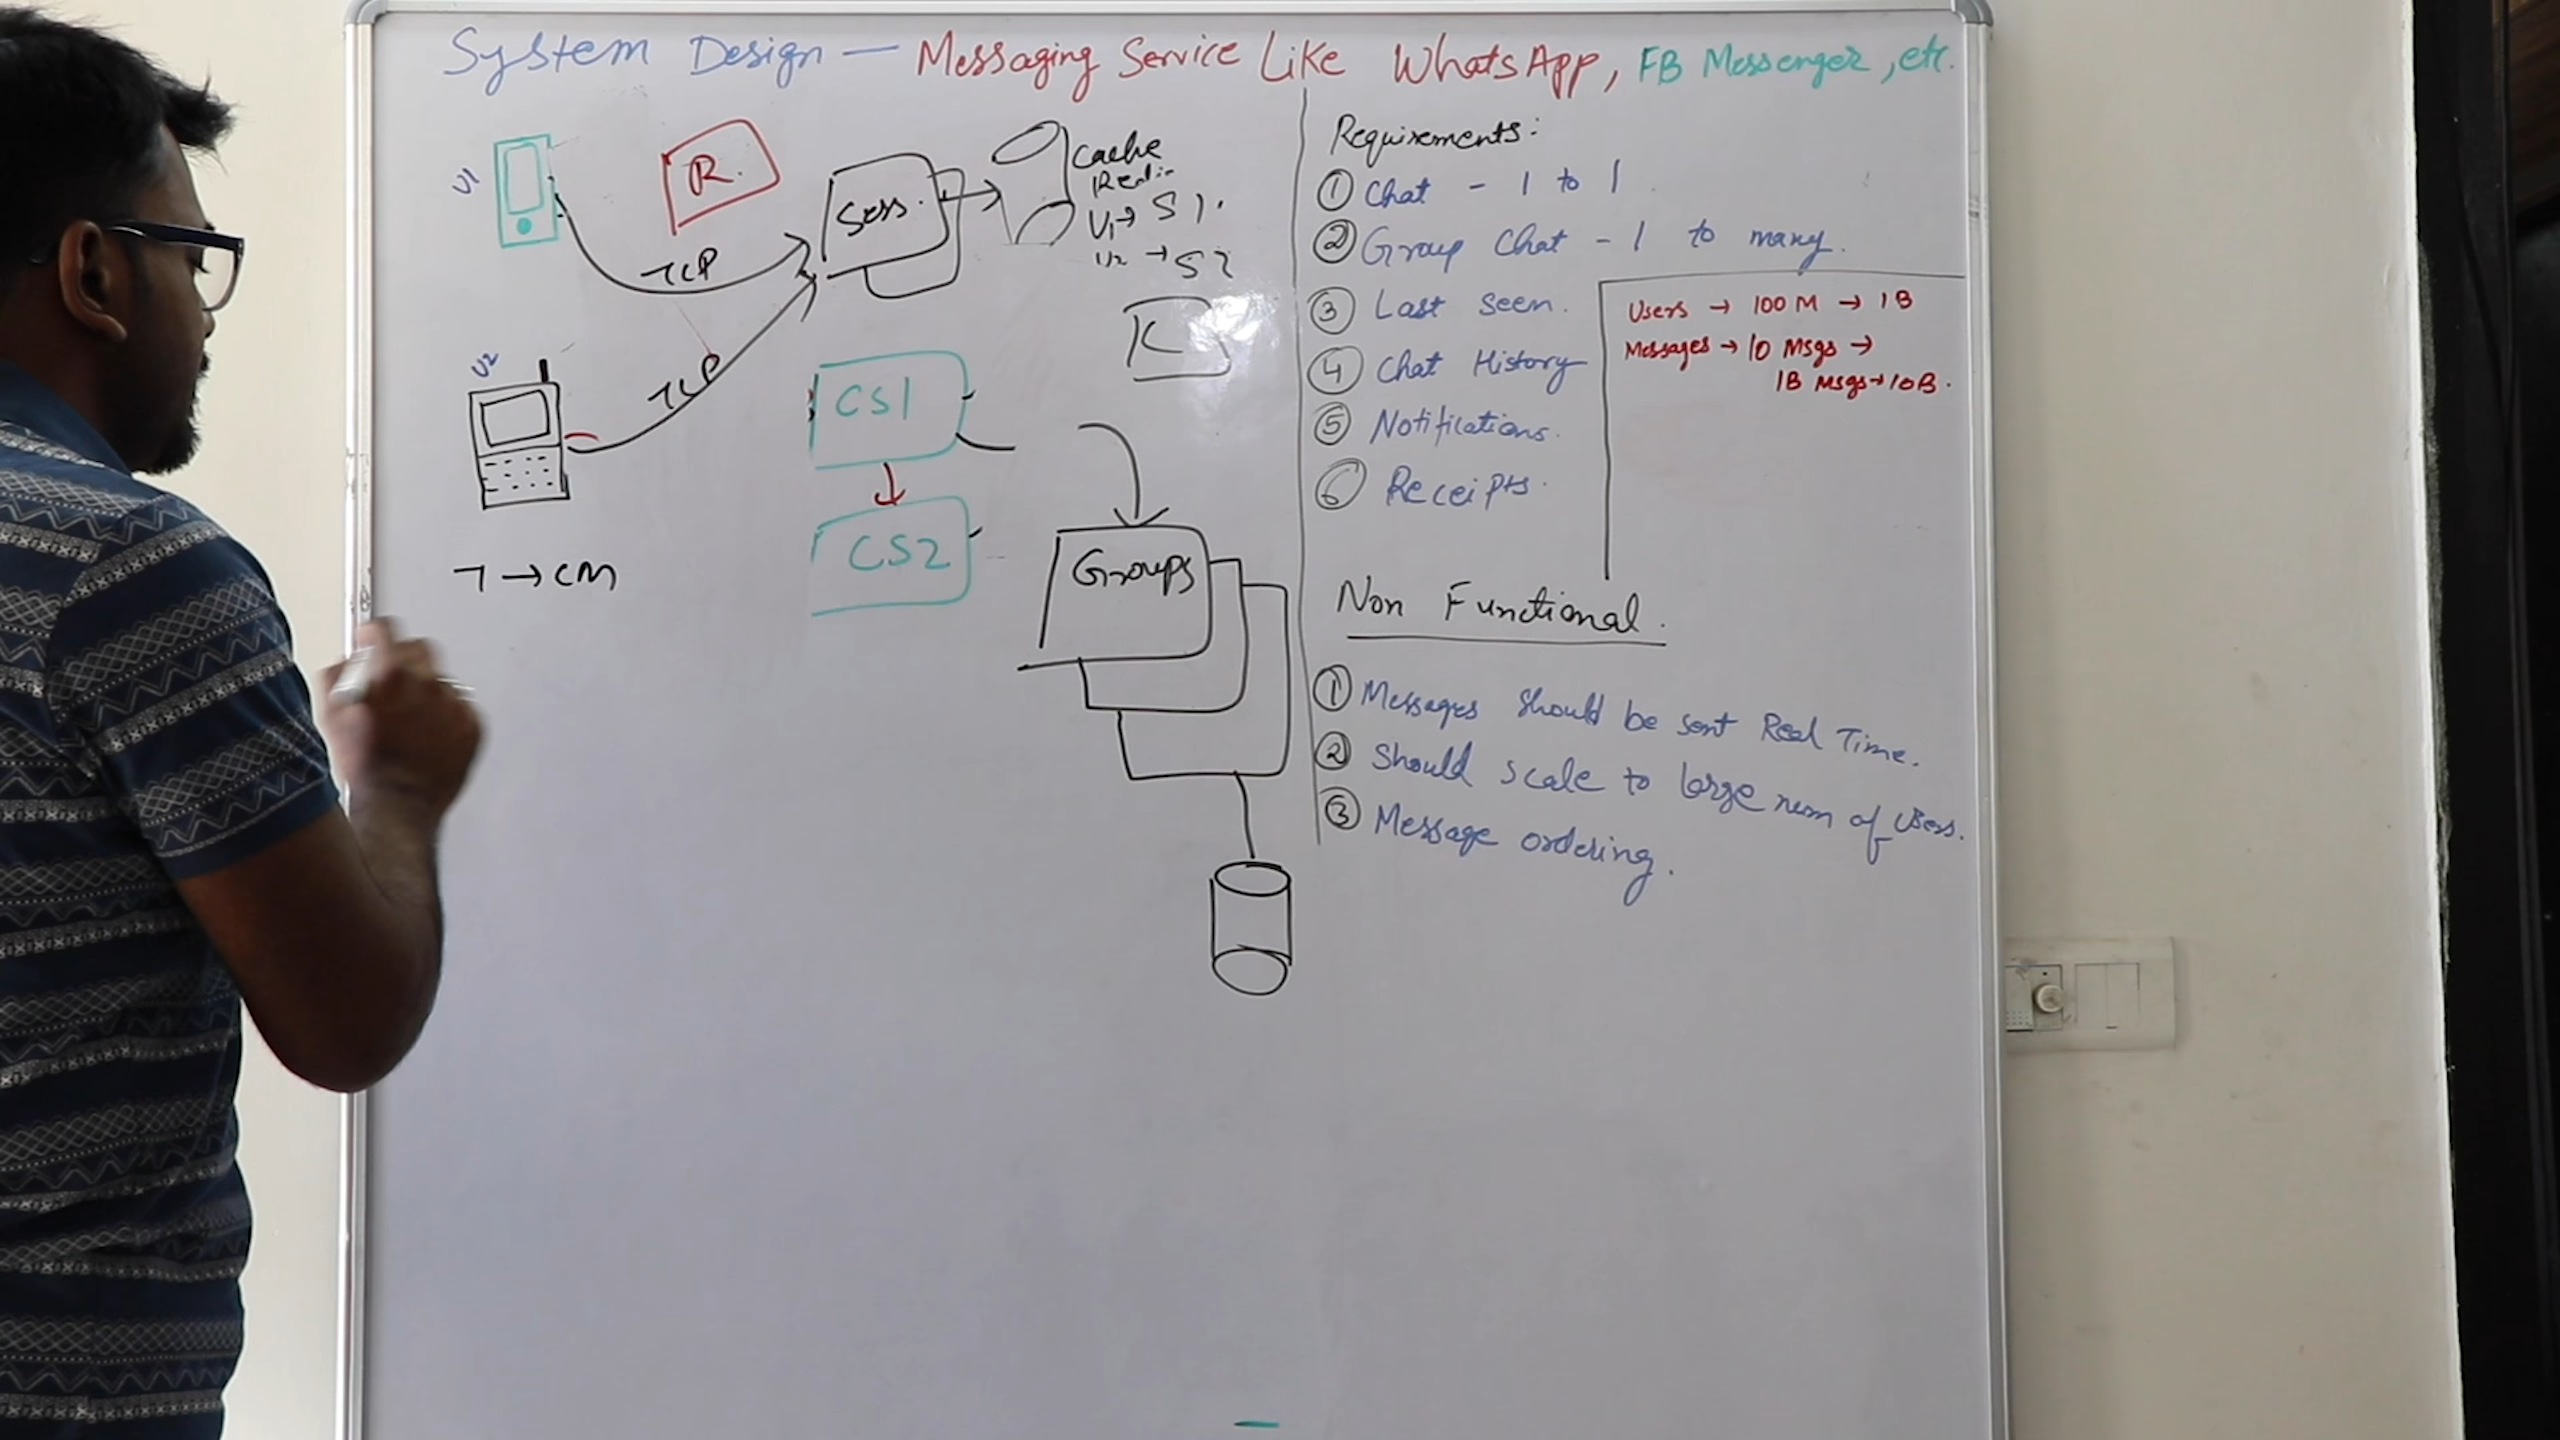 System Design — Messaging Service Like WhatsApp, FB Messenger, etc.
U1
R.
Sess.
Cache
U1 → S1.
U2 → S2
TCP
U2
TCP
CS1
CS2
7 → CM
Groups
Requirements:
① Chat - 1 to 1
② Group Chat - 1 to many.
③ Last Seen.
④ Chat History
⑤ Notifications.
⑥ Receipts.
Users → 100 M → 1B
Messages → 10 Msgs →
1B Msgs → 10B.
Non Functional.
① Messages Should be sent Real Time.
② Should scale to large num of Users.
③ Message ordering.